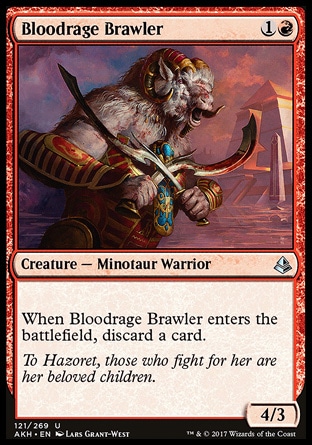 Bloodrage Brawler 1
Creature — Minotaur Warrior
When Bloodrage Brawler enters the
battlefield, discard a card.
To Hazoret, those who fight for her are
her beloved children.
4/3
121/269 U
AKH • EN Lars Grant-West
™ & © 2017 Wizards of the Coast